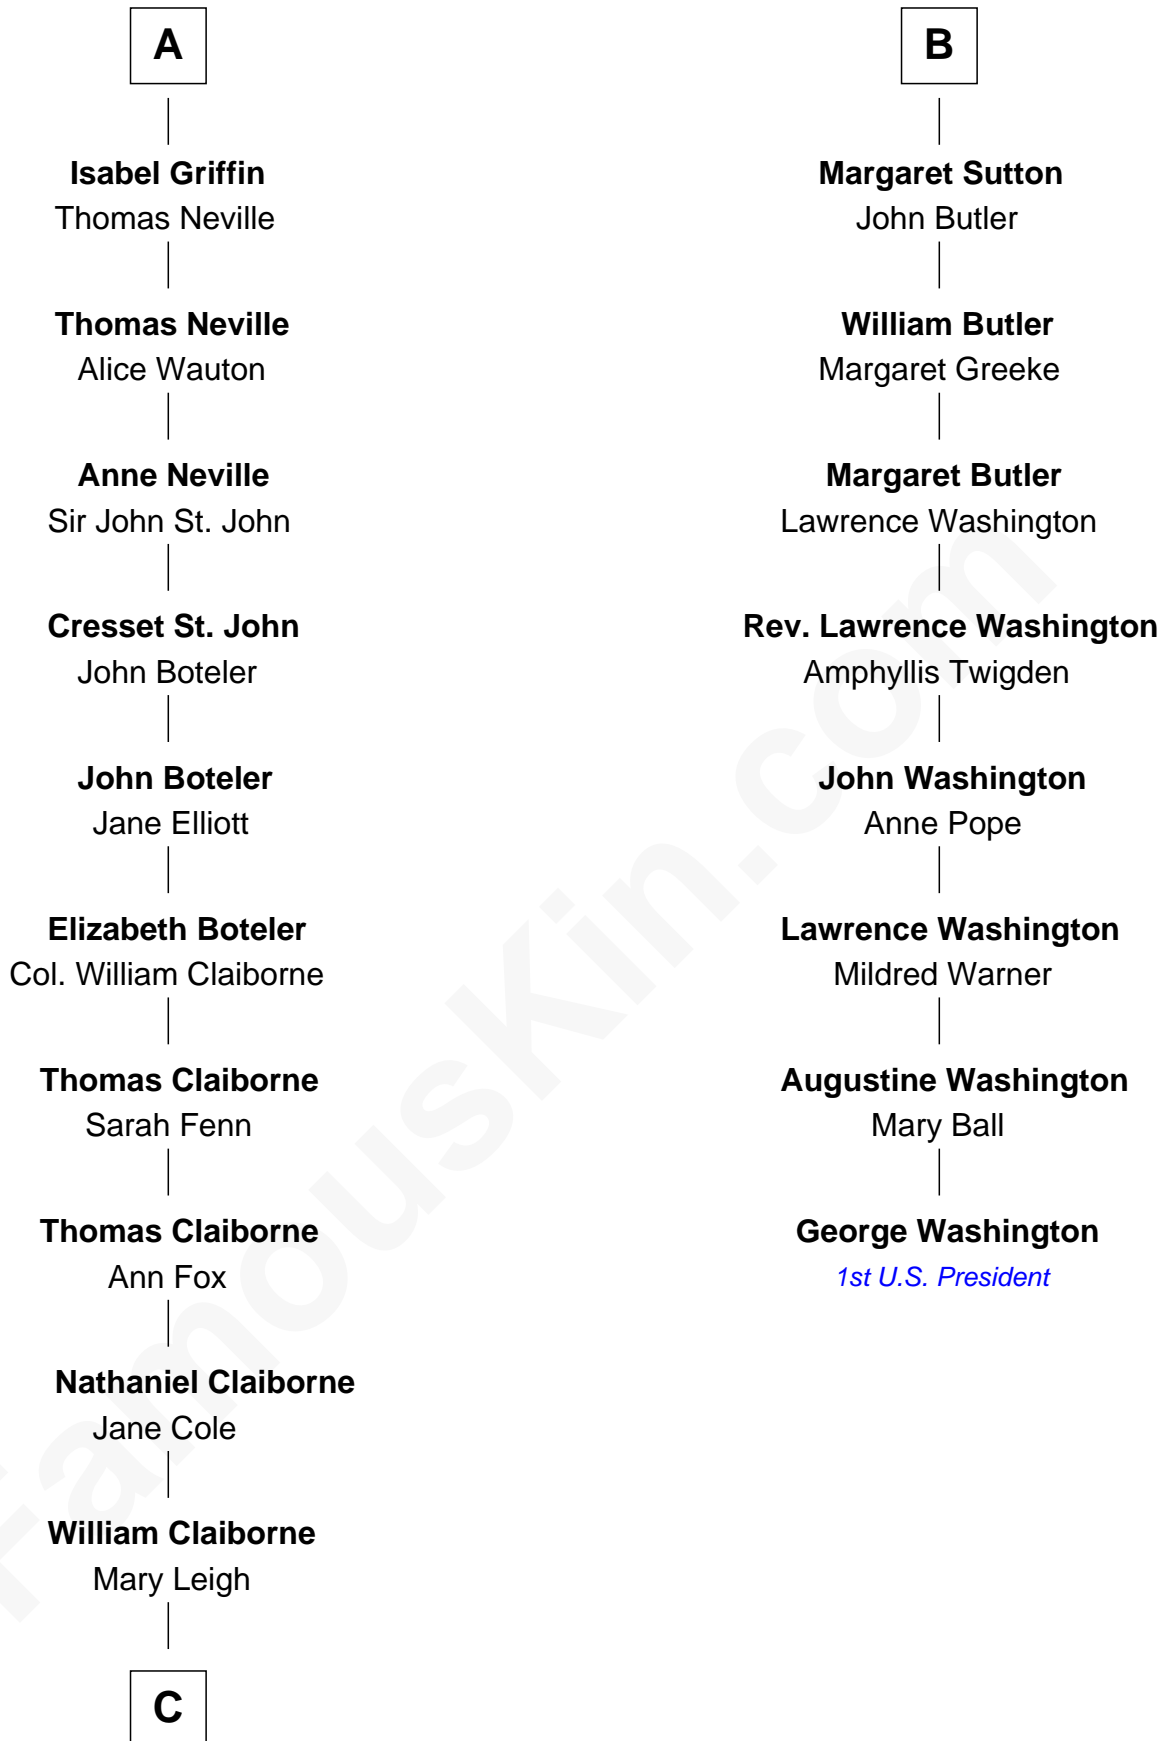 A
Isabel Griffin
Thomas Neville
Thomas Neville
Alice Wauton
Anne Neville
Sir John St. John
Cresset St. John
John Boteler
John Boteler
Jane Elliott
Elizabeth Boteler
Col. William Claiborne
Thomas Claiborne
Sarah Fenn
Thomas Claiborne
Ann Fox
Nathaniel Claiborne
Jane Cole
William Claiborne
Mary Leigh
C
B
Margaret Sutton
John Butler
William Butler
Margaret Greeke
Margaret Butler
Lawrence Washington
Rev. Lawrence Washington
Amphyllis Twigden
John Washington
Anne Pope
Lawrence Washington
Mildred Warner
Augustine Washington
Mary Ball
George Washington
1st U.S. President
FamousKin.com